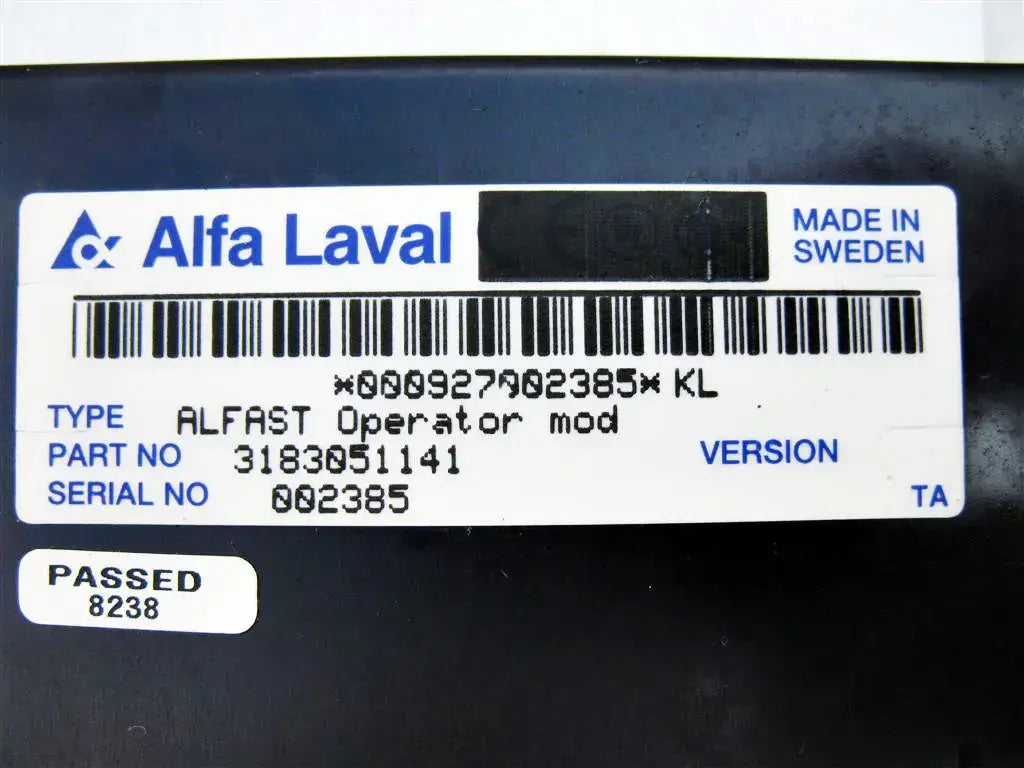 Alfa Laval
MADE IN
SWEDEN
*000927002385* KL
TYPE ALFAST Operator mod
PART NO 3183051141
VERSION
SERIAL NO 002385
TA
PASSED
8238